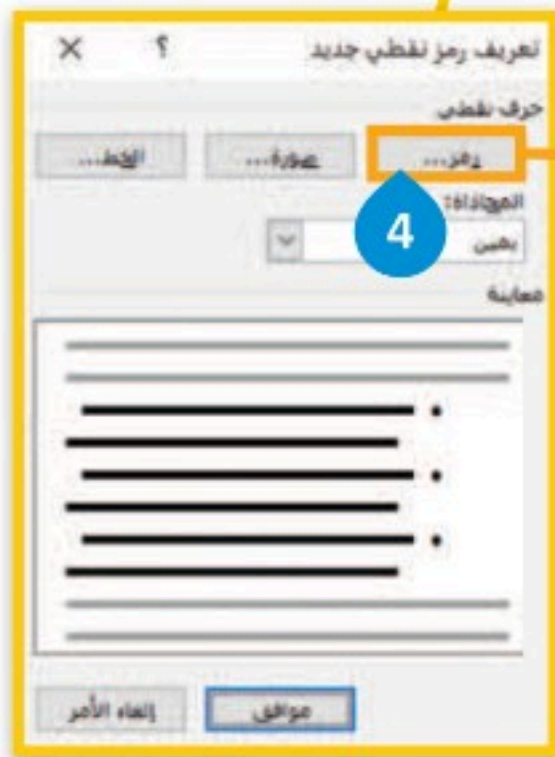 تعريف رمز نقطي جديد ؟ ×
حرف نقطي
رمز... صورة... الخط...
المحاذاة:
يمين
4
معاينة
موافق إلغاء الأمر